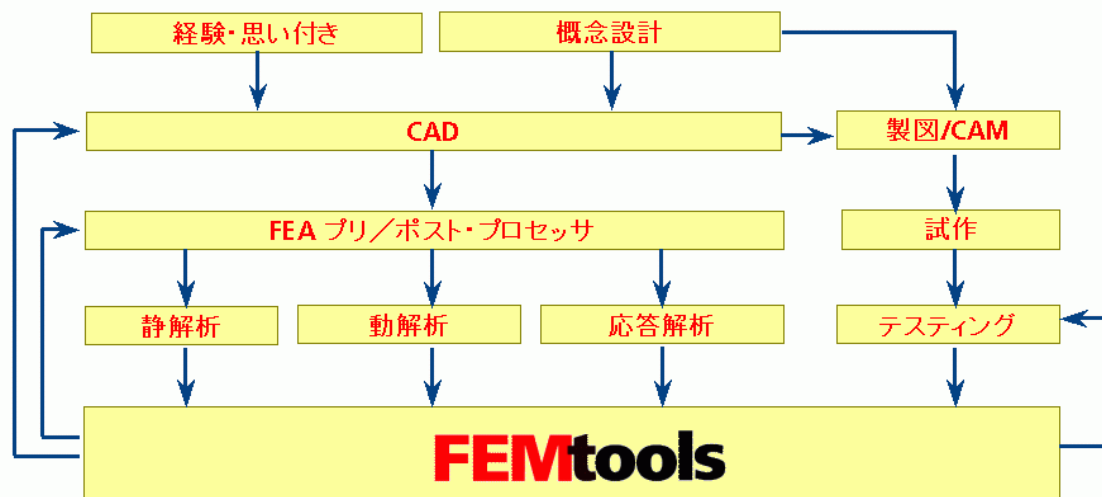 経験・思い付き
概念設計
CAD
製図/CAM
FEA プリ／ポスト・プロセッサ
試作
静解析
動解析
応答解析
テスティング
FEMtools